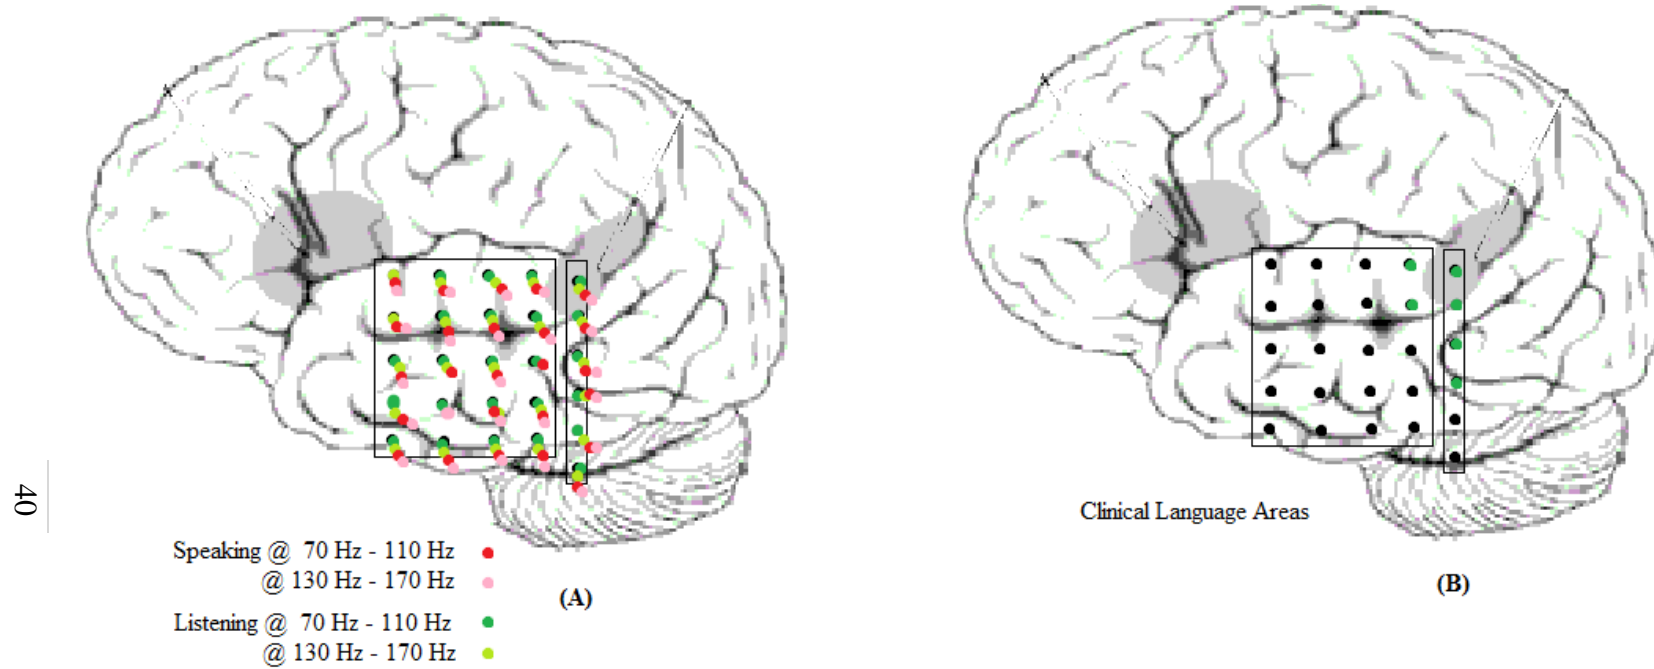 40
Speaking @ 70 Hz - 110 Hz
@ 130 Hz - 170 Hz
Listening @ 70 Hz - 110 Hz
@ 130 Hz - 170 Hz
(A)
Clinical Language Areas
(B)